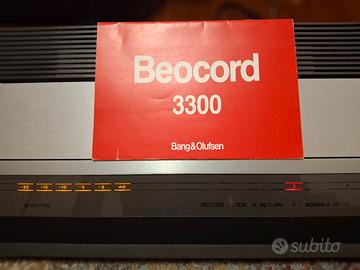 Beocord
3300
Bang&Olufsen
-20 -15 -10 -5 -3 +0
RECORD STOP « RETURN ADVANCE
subito